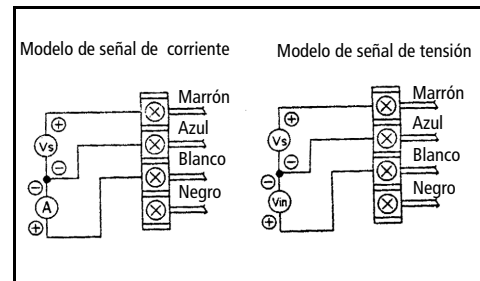 Modelo de señal de corriente
Marrón
Azul
Blanco
Negro
⊕
Vs
⊖
⊖
A
⊕
Modelo de señal de tensión
Marrón
Azul
Blanco
Negro
⊕
Vs
⊖
⊖
Vin
⊕